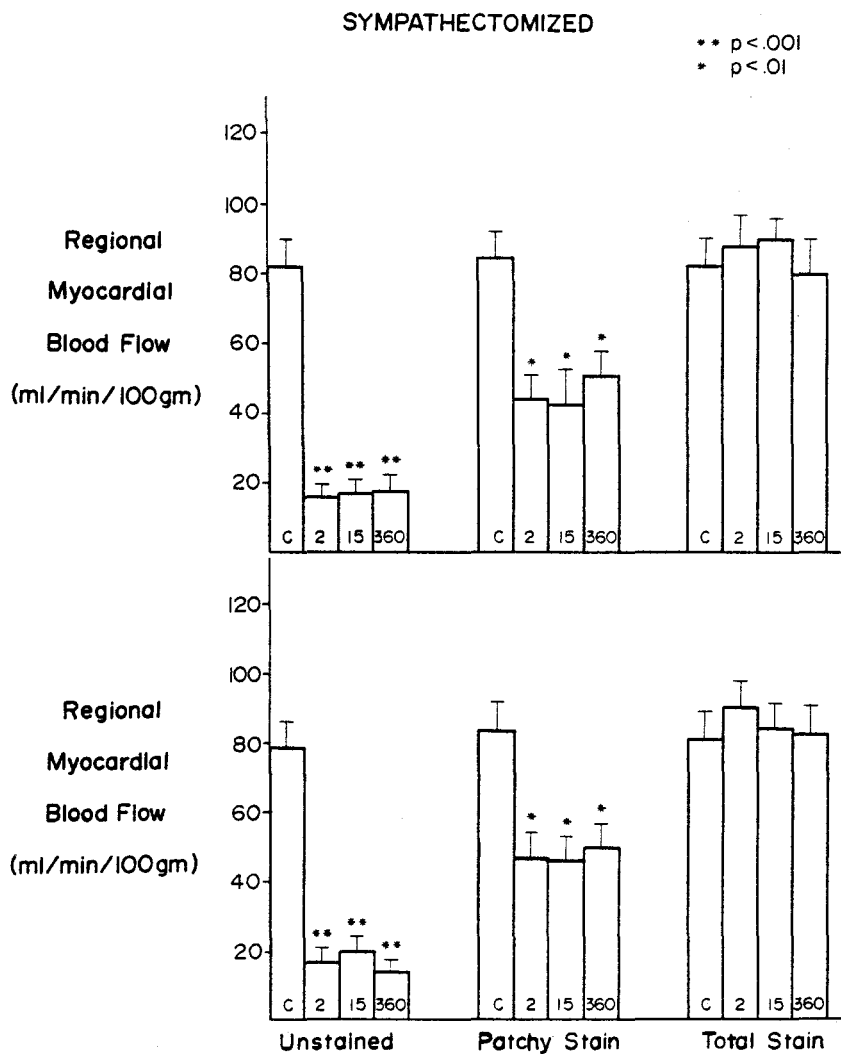 SYMPATHECTOMIZED
** p<.001
* p<.01
120
100
80
60
40
20
Regional
Myocardial
Blood Flow
(ml/min/100gm)
** ** **
* * *
C 2 15 360
C 2 15 360
C 2 15 360
120
100
80
60
40
20
Regional
Myocardial
Blood Flow
(ml/min/100gm)
** ** **
* * *
C 2 15 360
C 2 15 360
C 2 15 360
Unstained
Patchy Stain
Total Stain